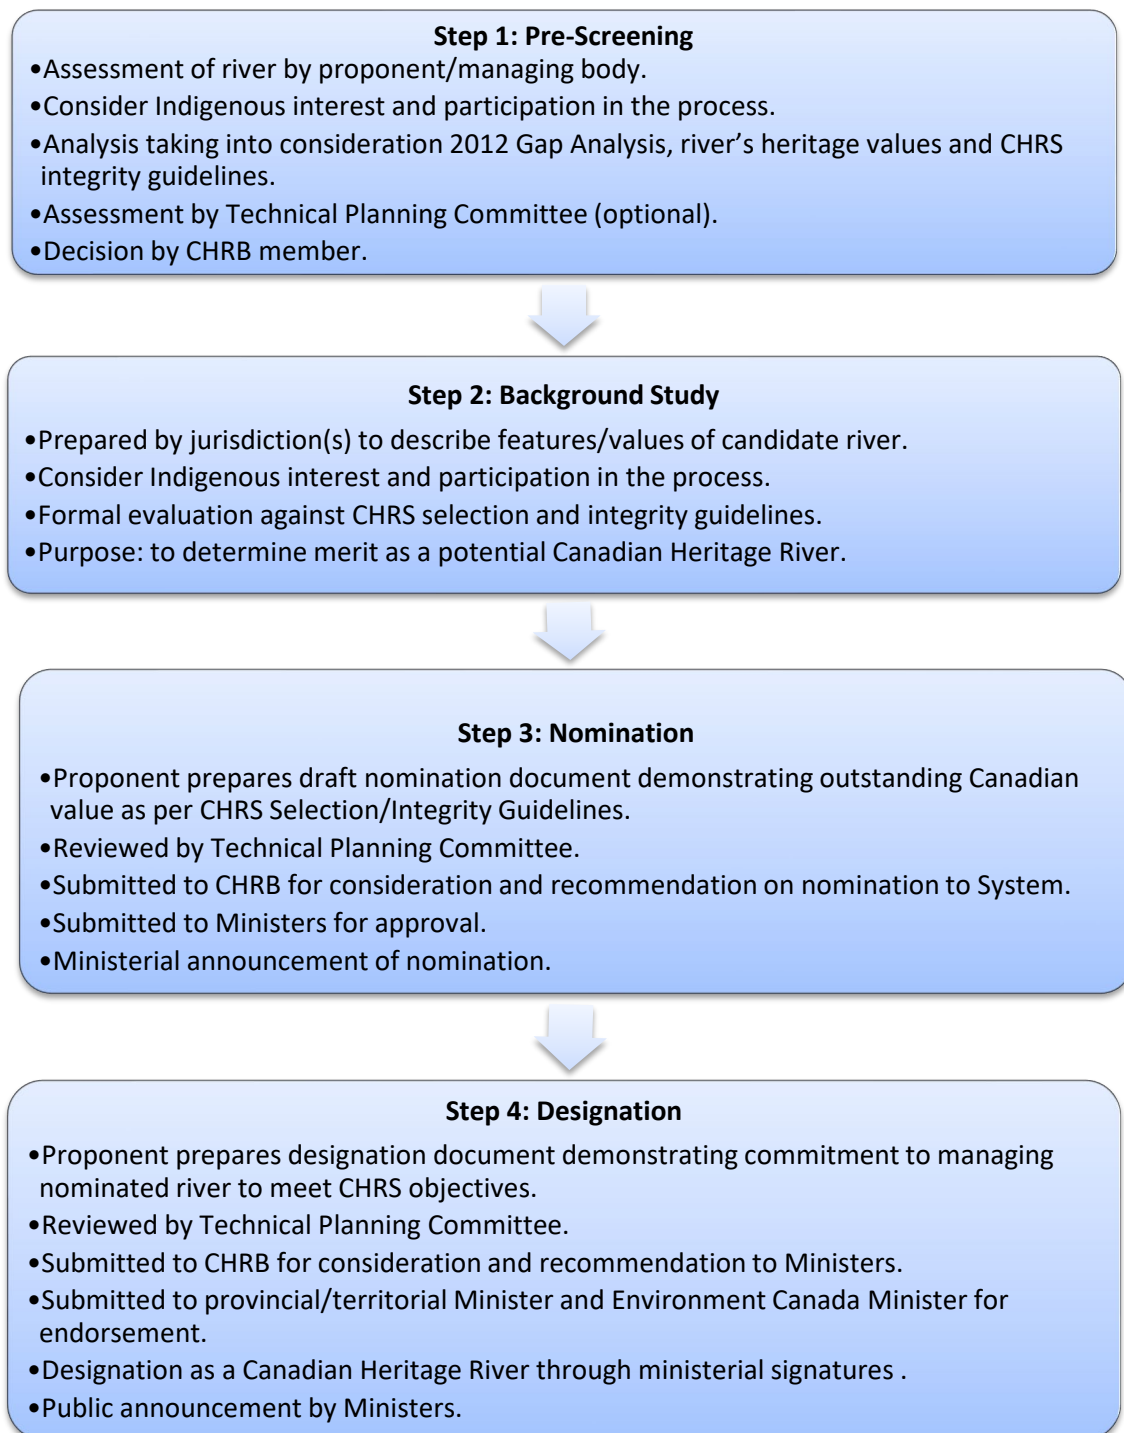 Step 1: Pre-Screening
•Assessment of river by proponent/managing body.
•Consider Indigenous interest and participation in the process.
•Analysis taking into consideration 2012 Gap Analysis, river's heritage values and CHRS
integrity guidelines.
•Assessment by Technical Planning Committee (optional).
•Decision by CHRB member.
Step 2: Background Study
•Prepared by jurisdiction(s) to describe features/values of candidate river.
•Consider Indigenous interest and participation in the process.
•Formal evaluation against CHRS selection and integrity guidelines.
•Purpose: to determine merit as a potential Canadian Heritage River.
Step 3: Nomination
•Proponent prepares draft nomination document demonstrating outstanding Canadian
value as per CHRS Selection/Integrity Guidelines.
•Reviewed by Technical Planning Committee.
•Submitted to CHRB for consideration and recommendation on nomination to System.
•Submitted to Ministers for approval.
•Ministerial announcement of nomination.
Step 4: Designation
•Proponent prepares designation document demonstrating commitment to managing
nominated river to meet CHRS objectives.
•Reviewed by Technical Planning Committee.
•Submitted to CHRB for consideration and recommendation to Ministers.
•Submitted to provincial/territorial Minister and Environment Canada Minister for
endorsement.
•Designation as a Canadian Heritage River through ministerial signatures .
•Public announcement by Ministers.